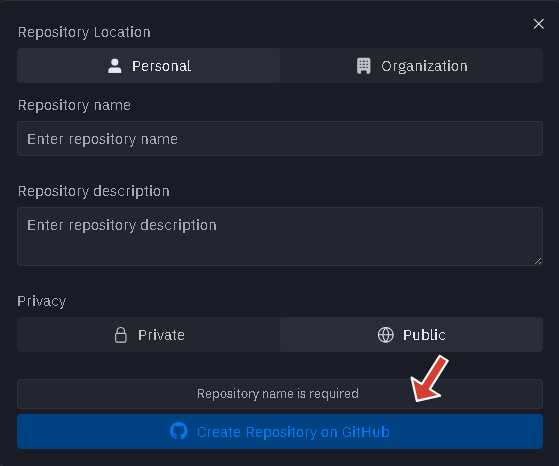 Repository Location
Personal
Organization
Repository name
Enter repository name
Repository description
Enter repository description
Privacy
Private
Public
Repository name is required
Create Repository on GitHub